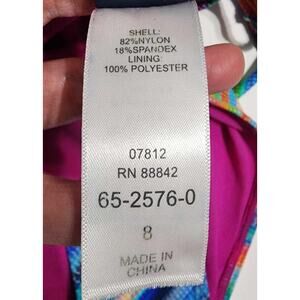 SHELL:
82%NYLON
18%SPANDEX
LINING:
100% POLYESTER
07812
RN 88842
65-2576-0
8
MADE IN
CHINA